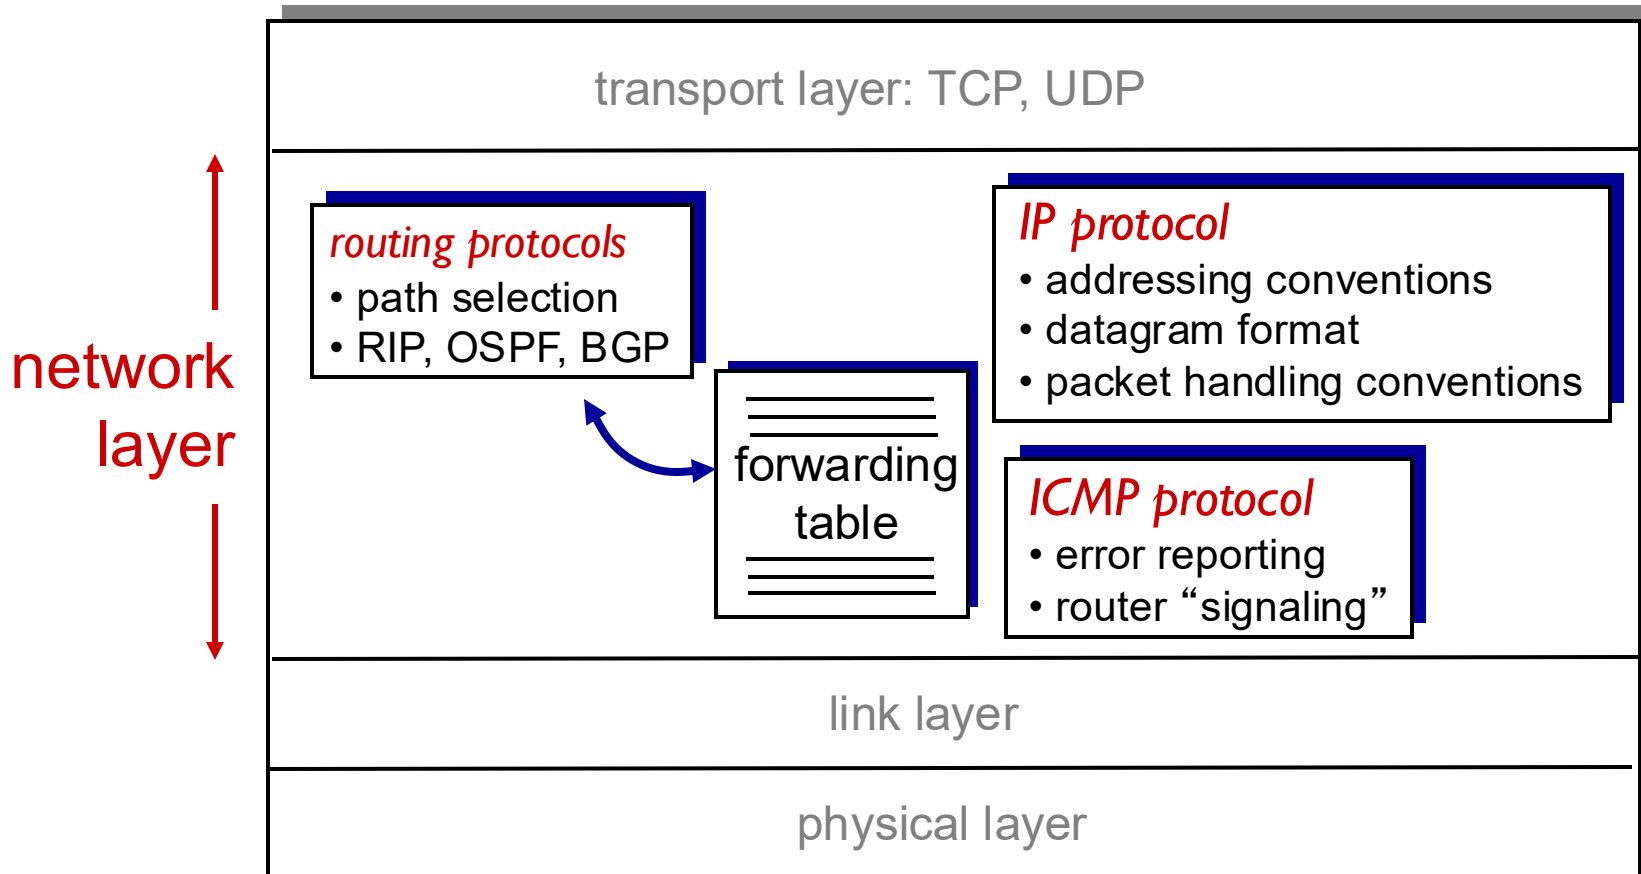 transport layer: TCP, UDP
network
layer
routing protocols
• path selection
• RIP, OSPF, BGP
forwarding
table
IP protocol
• addressing conventions
• datagram format
• packet handling conventions
ICMP protocol
• error reporting
• router “signaling”
link layer
physical layer